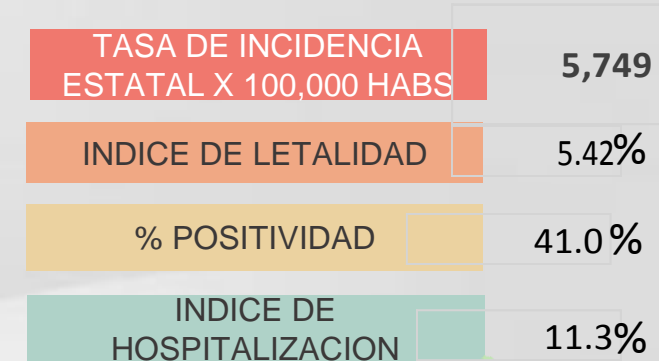 TASA DE INCIDENCIA
ESTATAL X 100,000 HABS
5,749
INDICE DE LETALIDAD
5.42%
% POSITIVIDAD
41.0 %
INDICE DE
HOSPITALIZACION
11.3%